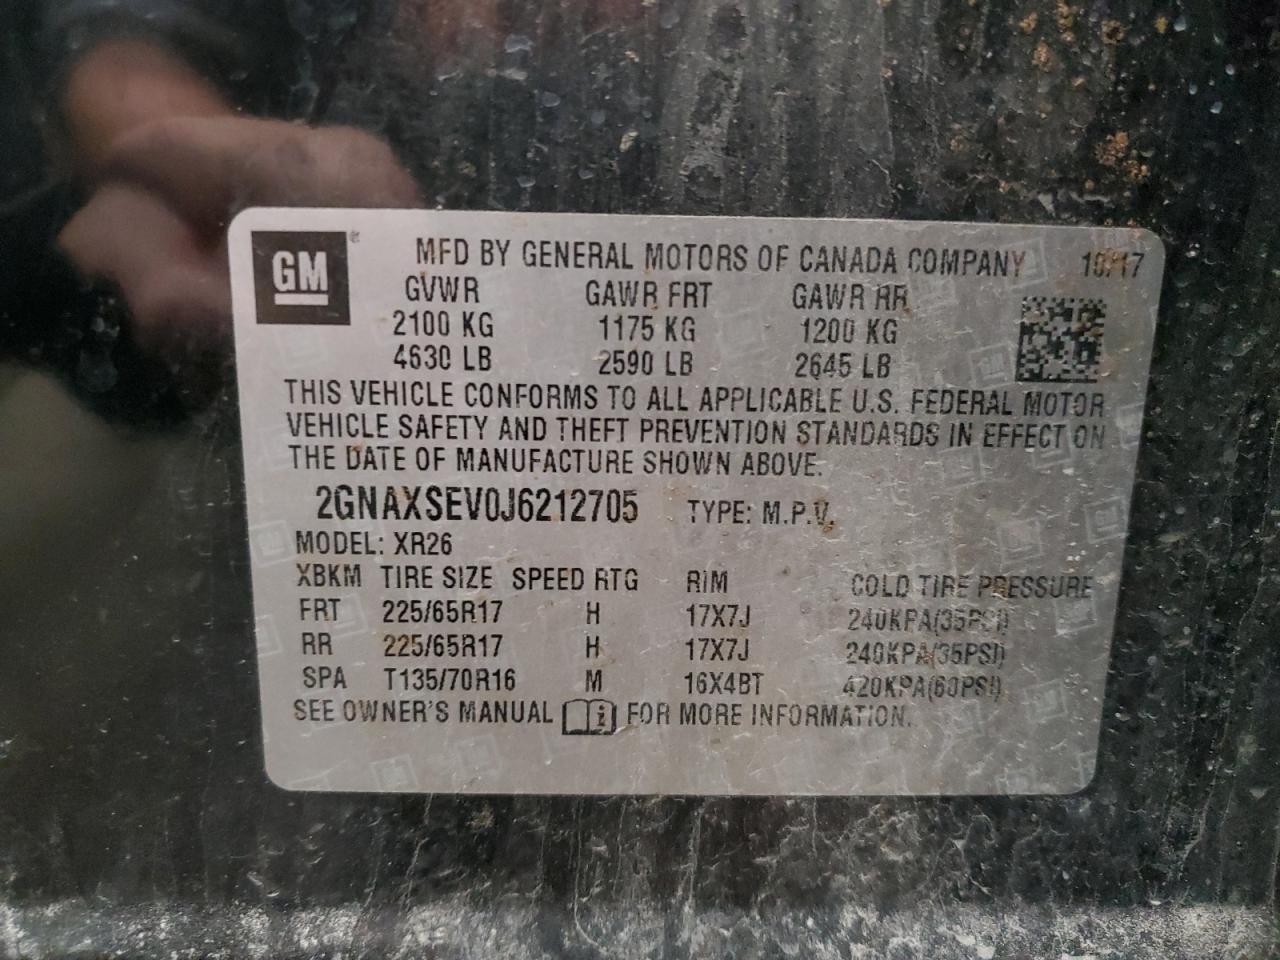 GM ® MFD BY GENERAL MOTORS OF CANADA COMPANY 10/17
GVWR GAWR FRT GAWR RR
2100 KG 1175 KG 1200 KG
4630 LB 2590 LB 2645 LB
THIS VEHICLE CONFORMS TO ALL APPLICABLE U.S. FEDERAL MOTOR
VEHICLE SAFETY AND THEFT PREVENTION STANDARDS IN EFFECT ON
THE DATE OF MANUFACTURE SHOWN ABOVE.
2GNAXSEV0J6212705 TYPE: M.P.V.
MODEL: XR26
XBKM TIRE SIZE SPEED RTG RIM COLD TIRE PRESSURE
FRT 225/65R17 H 17X7J 240KPA(35PSI)
RR 225/65R17 H 17X7J 240KPA(35PSI)
SPA T135/70R16 M 16X4BT 420KPA(60PSI)
SEE OWNER'S MANUAL i FOR MORE INFORMATION.